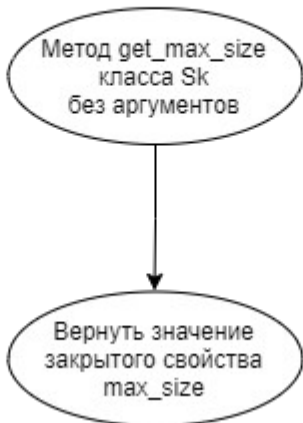 Метод get_max_size
класса Sk
без аргументов
Вернуть значение
закрытого свойства
max_size